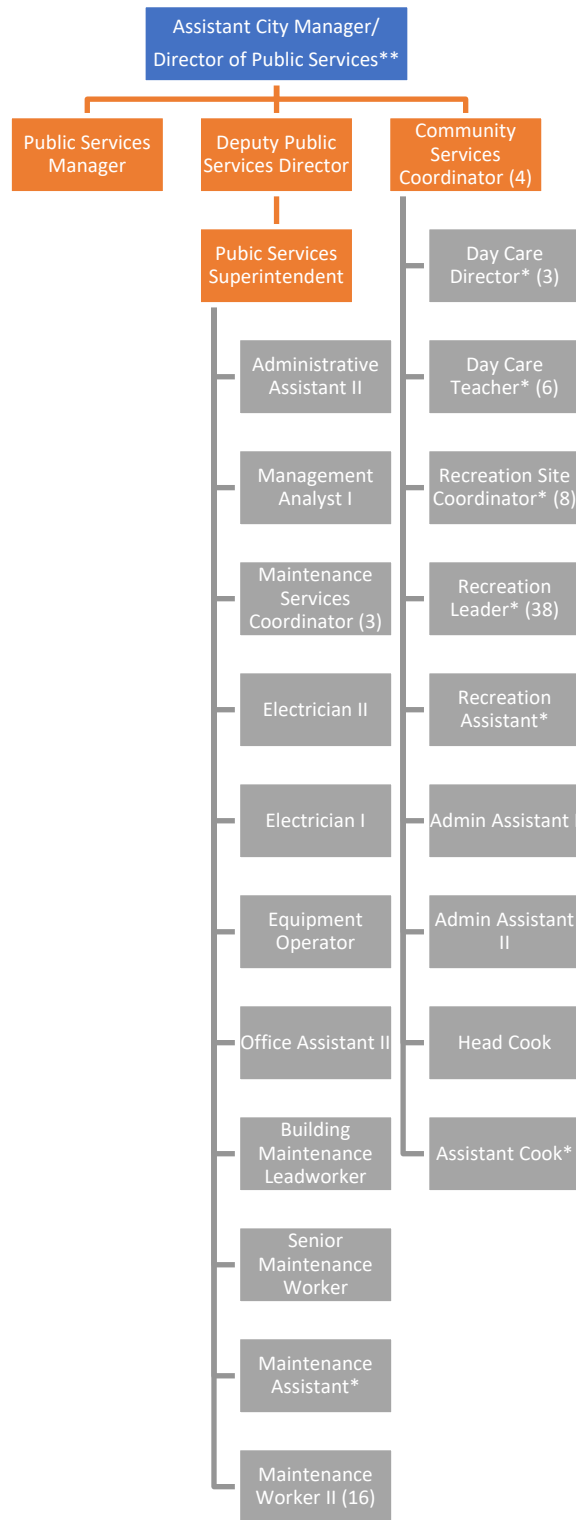 Assistant City Manager/
Director of Public Services**
Public Services
Manager
Deputy Public
Services Director
Community
Services
Coordinator (4)
Pubic Services
Superintendent
Administrative
Assistant II
Management
Analyst I
Maintenance
Services
Coordinator (3)
Electrician II
Electrician I
Equipment
Operator
Office Assistant II
Building
Maintenance
Leadworker
Senior
Maintenance
Worker
Maintenance
Assistant*
Maintenance
Worker II (16)
Day Care
Director* (3)
Day Care
Teacher* (6)
Recreation Site
Coordinator* (8)
Recreation
Leader* (38)
Recreation
Assistant*
Admin Assistant I
Admin Assistant
II
Head Cook
Assistant Cook*